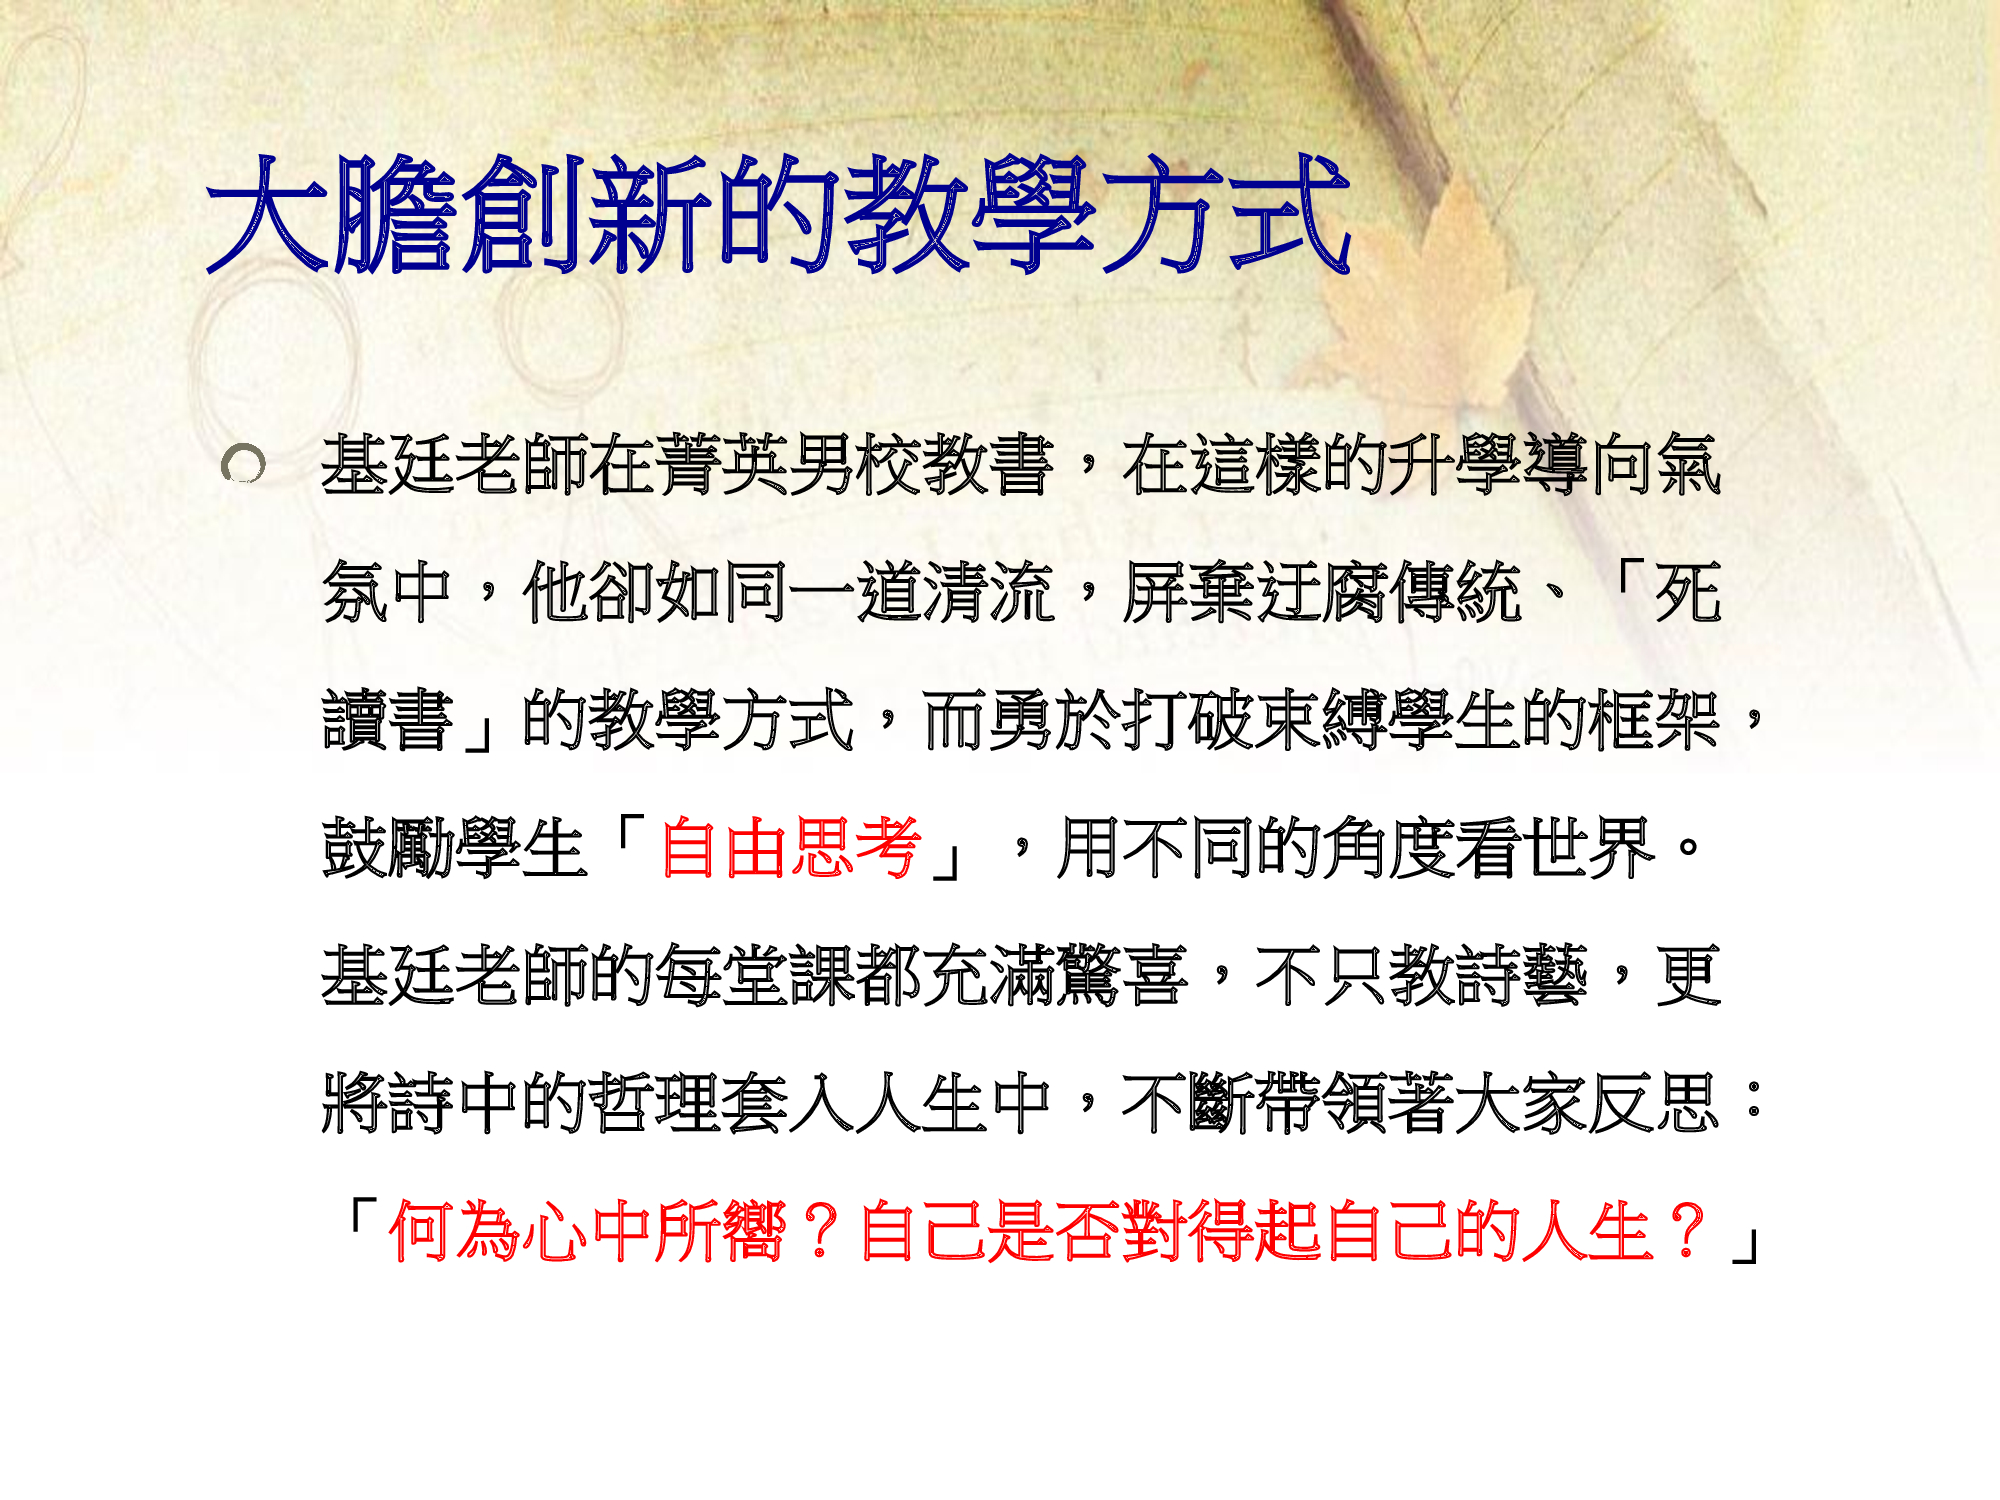 大膽創新的教學方式
基廷老師在菁英男校教書，在這樣的升學導向氣
氛中，他卻如同一道清流，屏棄迂腐傳統、「死
讀書」的教學方式，而勇於打破束縛學生的框架，
鼓勵學生「自由思考」，用不同的角度看世界。
基廷老師的每堂課都充滿驚喜，不只教詩藝，更
將詩中的哲理套入人生中，不斷帶領著大家反思：
「何為心中所嚮？自己是否對得起自己的人生？」